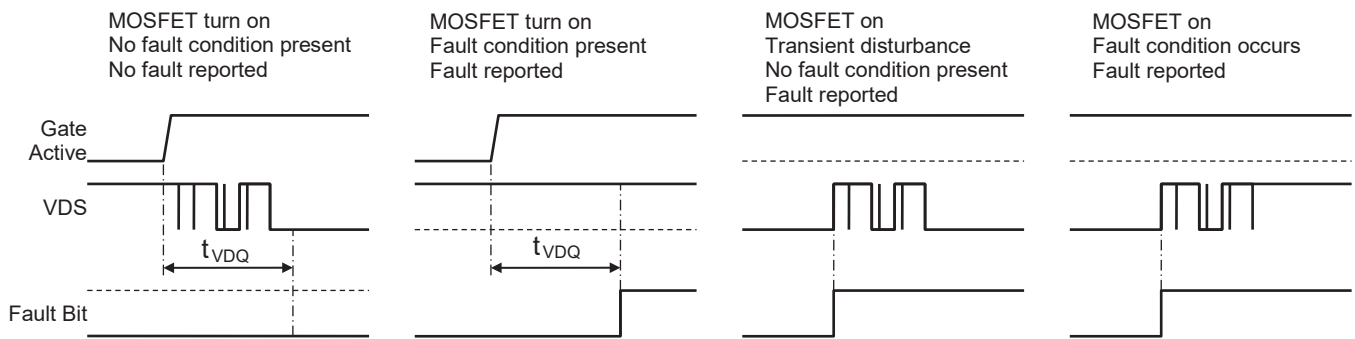 MOSFET turn on
No fault condition present
No fault reported
MOSFET turn on
Fault condition present
Fault reported
MOSFET on
Transient disturbance
No fault condition present
Fault reported
MOSFET on
Fault condition occurs
Fault reported
Gate
Active
VDS
tVDQ
tVDQ
Fault Bit